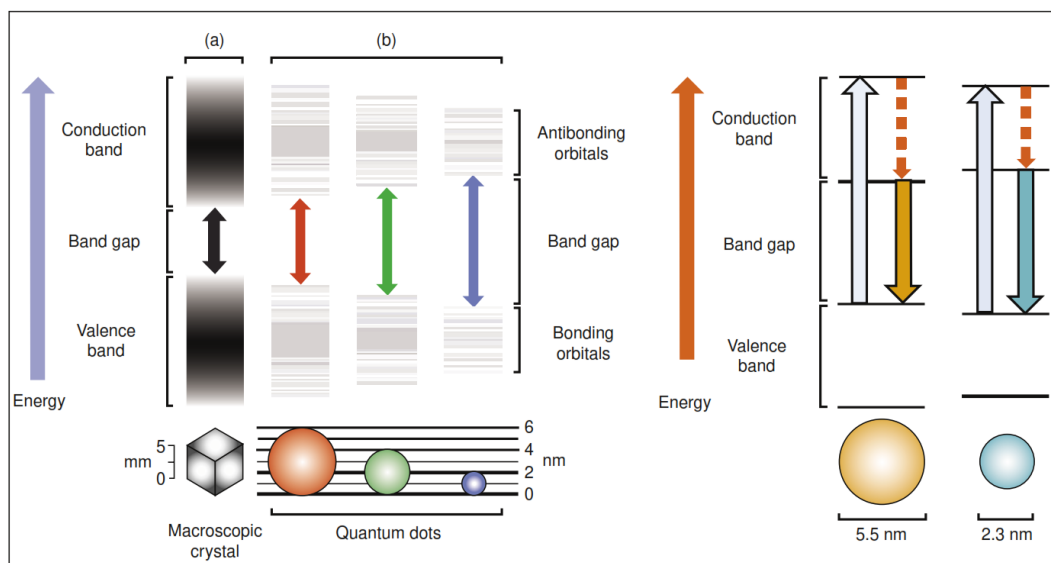 (a)
(b)
Conduction
band
Band gap
Valence
band
Energy
Antibonding
orbitals
Band gap
Bonding
orbitals
5
mm
0
6
4
nm
2
0
Macroscopic
crystal
Quantum dots
Conduction
band
Band gap
Valence
band
Energy
5.5 nm
2.3 nm